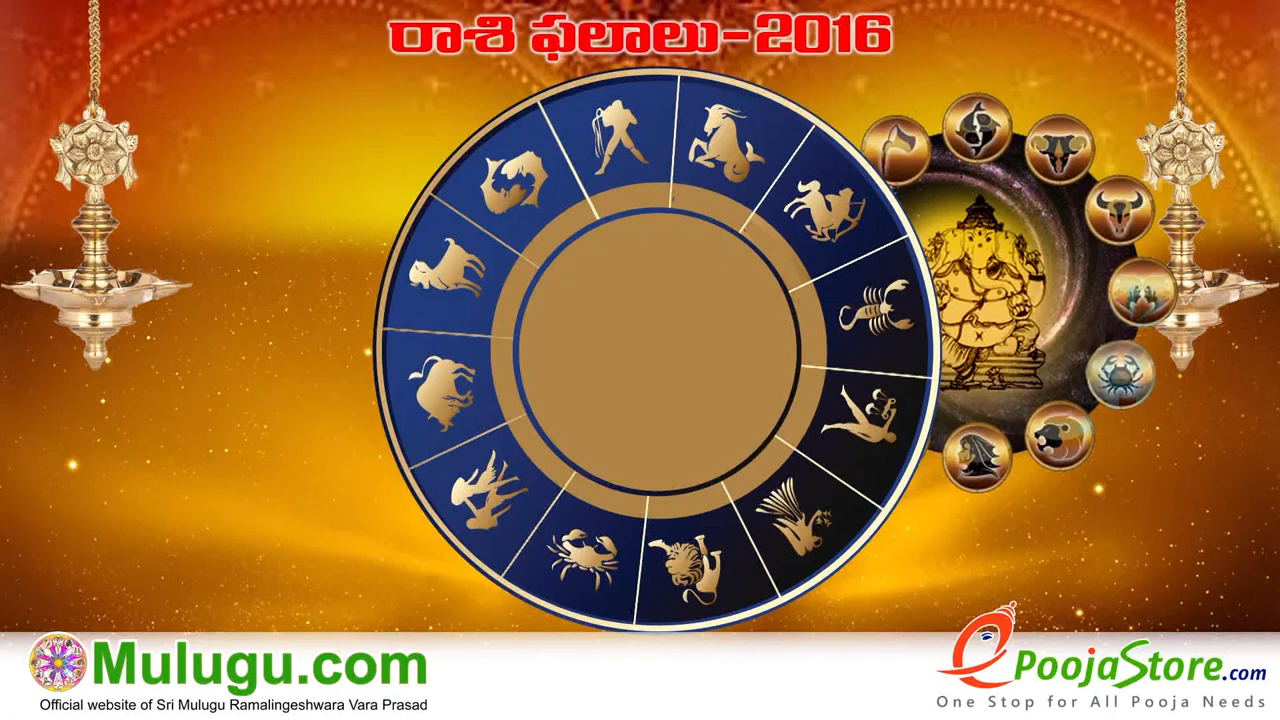 రాశి ఫలాలు-2016
Mulugu.com
Official website of Sri Mulugu Ramalingeshwara Vara Prasad
ePoojaStore.com
One Stop for All Pooja Needs